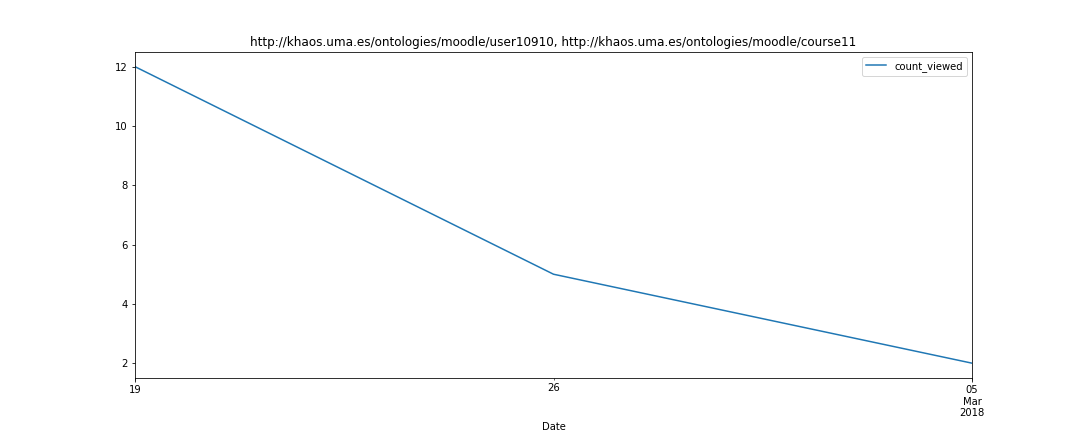 http://khaos.uma.es/ontologies/moodle/user10910, http://khaos.uma.es/ontologies/moodle/course11
count_viewed
12
10
8
6
4
2
19
26
05
Mar
2018
Date